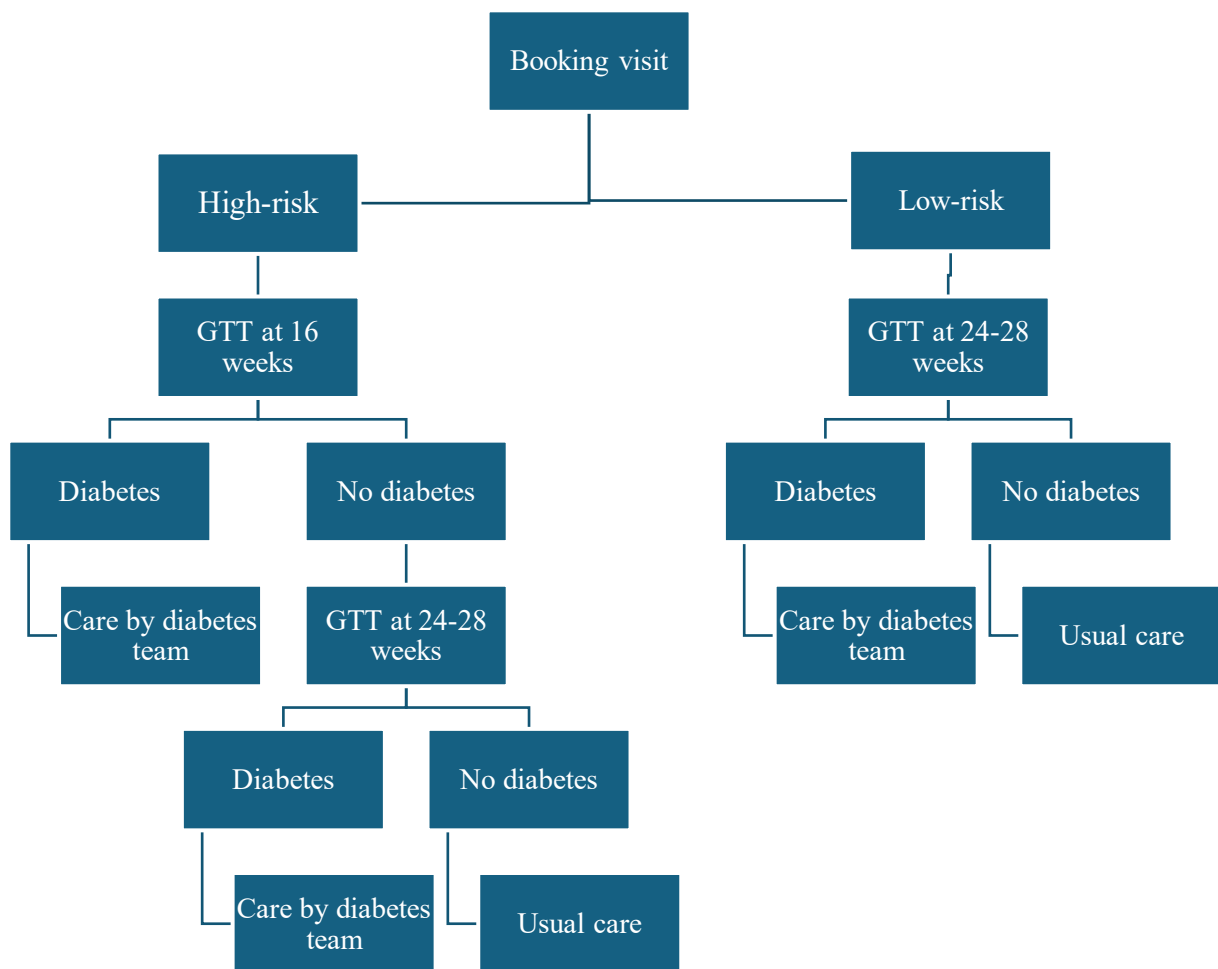 Booking visit
High-risk
Low-risk
GTT at 16
weeks
GTT at 24-28
weeks
Diabetes
No diabetes
Diabetes
No diabetes
Care by diabetes
team
GTT at 24-28
weeks
Care by diabetes
team
Usual care
Diabetes
No diabetes
Care by diabetes
team
Usual care